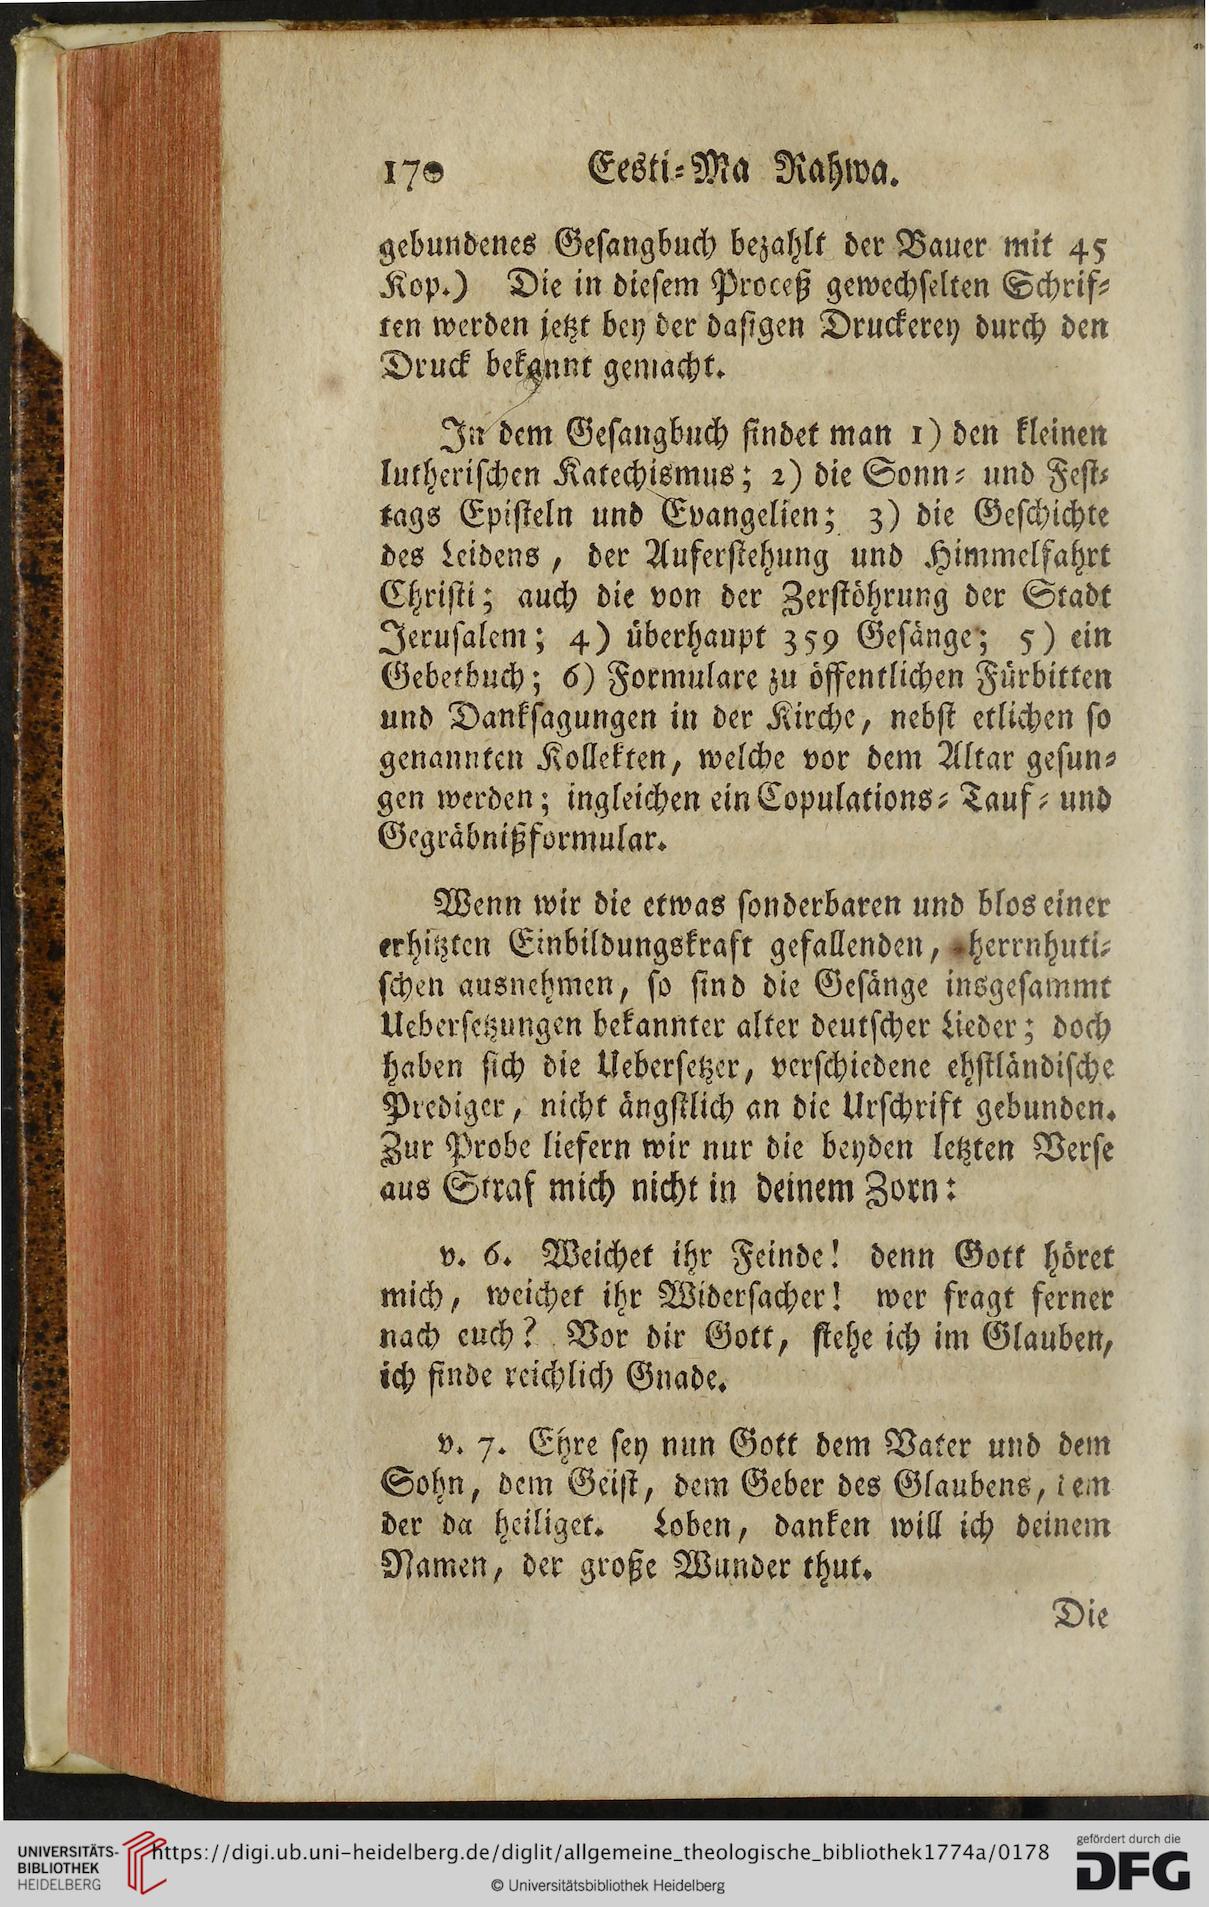 170 Eesti-Ma Rahwa.
gebundenes Gesangbuch bezahlt der Bauer mit 45
Kop.) Die in diesem Proceß gewechselten Schrif-
ten werden jetzt bey der dasigen Druckerey durch den
Druck bekannt gemacht.
In dem Gesangbuch findet man 1) den kleinen
lutherischen Katechismus; 2) die Sonn- und Fest-
tags Episteln und Evangelien; 3) die Geschichte
des Leidens, der Auferstehung und Himmelfahrt
Christi; auch die von der Zerstöhrung der Stadt
Jerusalem; 4) überhaupt 359 Gesänge; 5) ein
Gebetbuch; 6) Formulare zu öffentlichen Fürbitten
und Danksagungen in der Kirche, nebst etlichen so
genannten Kollekten, welche vor dem Altar gesun-
gen werden; ingleichen ein Copulations- Tauf- und
Gegräbnißformular.
Wenn wir die etwas sonderbaren und blos einer
erhitzten Einbildungskraft gefallenden, herrnhuti-
schen ausnehmen, so sind die Gesänge insgesammt
Uebersetzungen bekannter alter deutscher Lieder; doch
haben sich die Uebersetzer, verschiedene ehstländische
Prediger, nicht ängstlich an die Urschrift gebunden.
Zur Probe liefern wir nur die beyden letzten Verse
aus Straf mich nicht in deinem Zorn:
v. 6. Weichet ihr Feinde! denn Gott höret
mich, weichet ihr Widersacher! wer fragt ferner
nach euch? Vor dir Gott, stehe ich im Glauben,
ich finde reichlich Gnade.
v. 7. Ehre sey nun Gott dem Vater und dem
Sohn, dem Geist, dem Geber des Glaubens, dem
der da heiliget. Loben, danken will ich deinem
Namen, der große Wunder thut.
Die
UNIVERSITÄTS-
BIBLIOTHEK
HEIDELBERG
https://digi.ub.uni-heidelberg.de/diglit/allgemeine_theologische_bibliothek1774a/0178
© Universitätsbibliothek Heidelberg
gefördert durch die
DFG